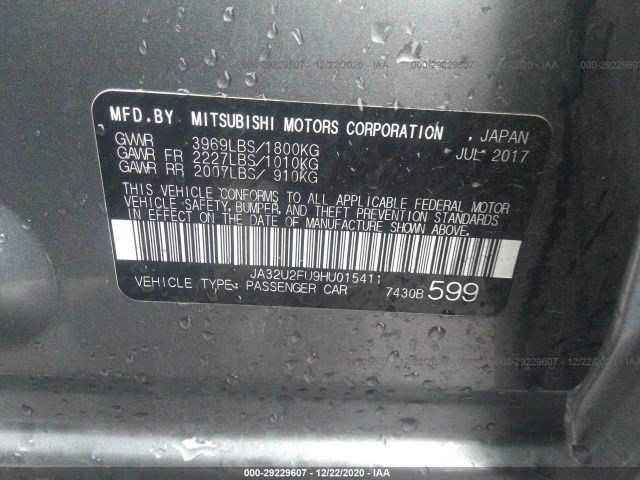 000-29229607 - 12/22/2020 - IAA
MFD.BY MITSUBISHI MOTORS CORPORATION , JAPAN
GVWR 3969LBS/1800KG JUL 2017
GAWR FR 2227LBS/1010KG
GAWR RR 2007LBS/ 910KG
THIS VEHICLE CONFORMS TO ALL APPLICABLE FEDERAL MOTOR
VEHICLE SAFETY, BUMPER, AND THEFT PREVENTION STANDARDS
IN EFFECT ON THE DATE OF MANUFACTURE SHOWN ABOVE.
JA32U2FU9HU015411
VEHICLE TYPE: PASSENGER CAR 7430B 599
000-29229607 - 12/22/2020 - IAA
000-29229607 - 12/22/2020 - IAA